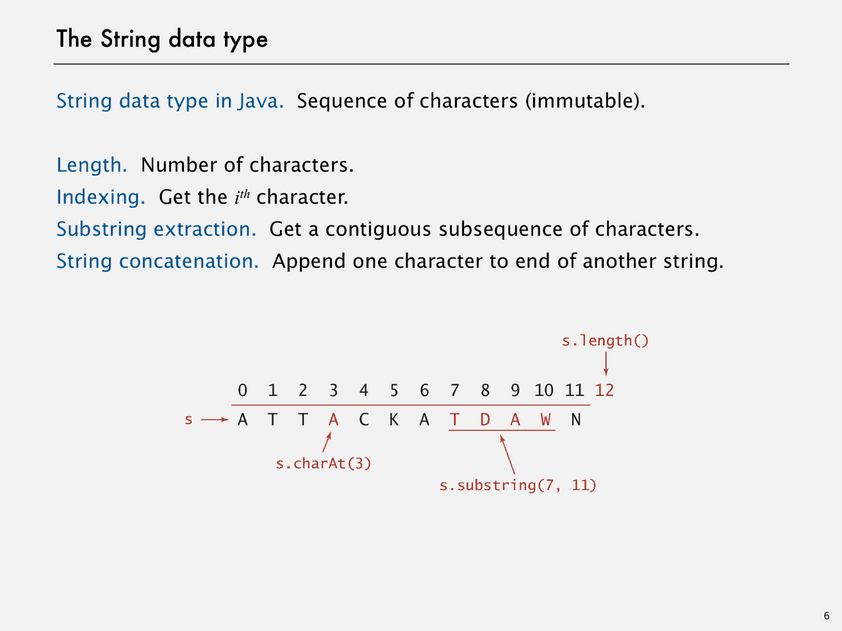 The String data type
String data type in Java. Sequence of characters (immutable).
Length. Number of characters.
Indexing. Get the ith character.
Substring extraction. Get a contiguous subsequence of characters.
String concatenation. Append one character to end of another string.
s.length()
0 1 2 3 4 5 6 7 8 9 10 11 12
s A T T A C K A T D A W N
s.charAt(3)
s.substring(7, 11)
6